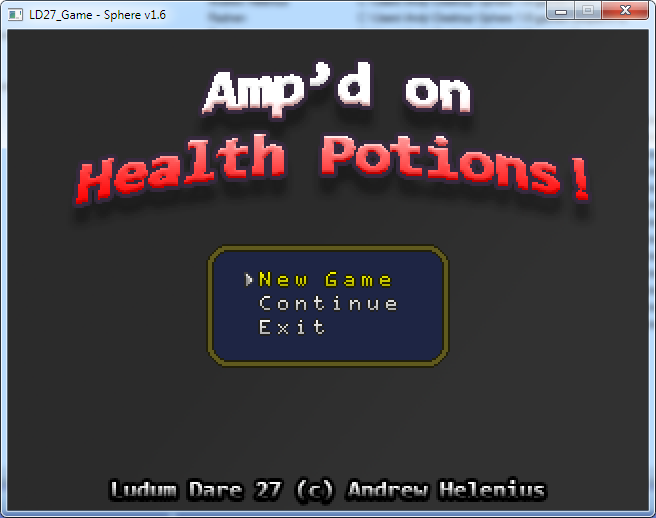 LD27_Game - Sphere v1.6
Amp'd on
Health Potions!
New Game
Continue
Exit
Ludum Dare 27 (c) Andrew Helenius